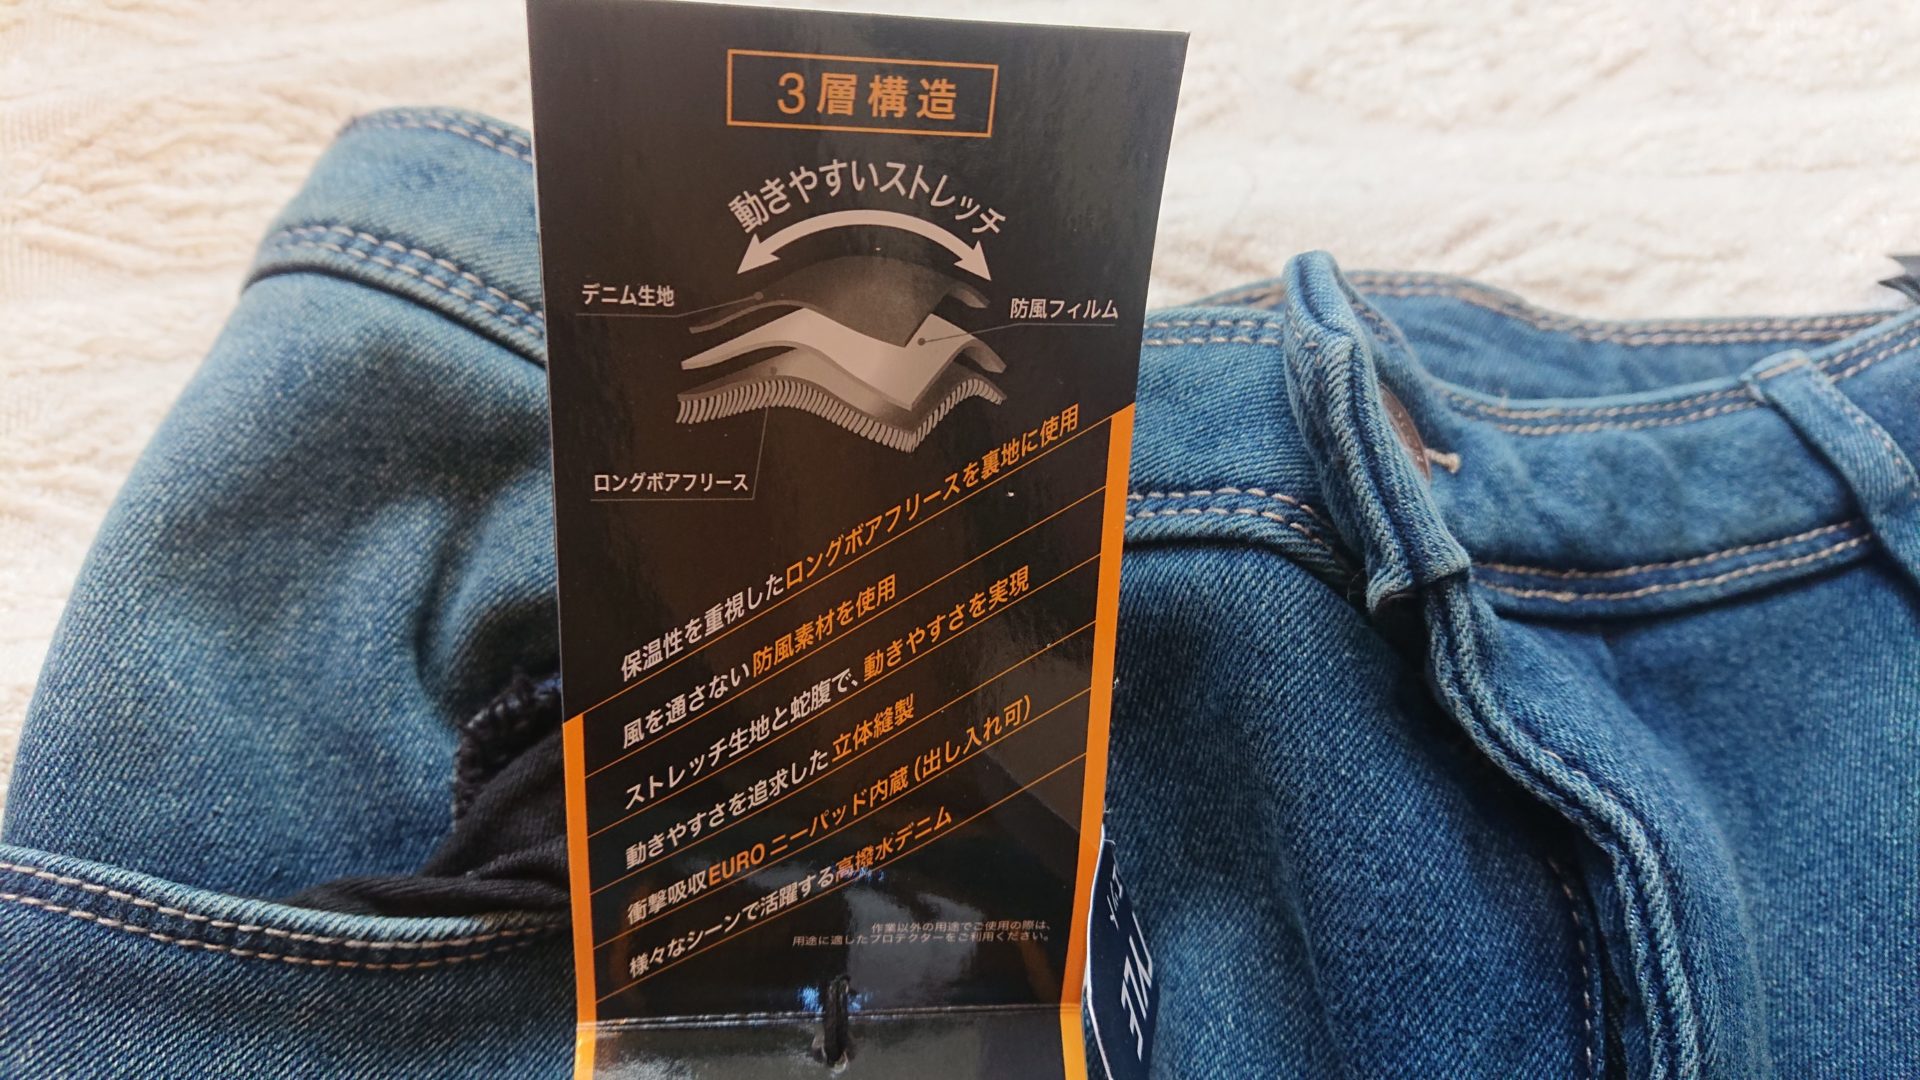 3層構造
動きやすいストレッチ
デニム生地
防風フィルム
ロングボアフリース
保温性を重視したロングボアフリースを裏地に使用
風を通さない防風素材を使用
ストレッチ生地と蛇腹で、動きやすさを実現
動きやすさを追求した立体縫製
衝撃吸収EUROニーパッド内蔵（出し入れ可）
様々なシーンで活躍する高撥水デニム
作業以外の用途でご使用の際は、
用途に適したプロテクターをご利用ください。